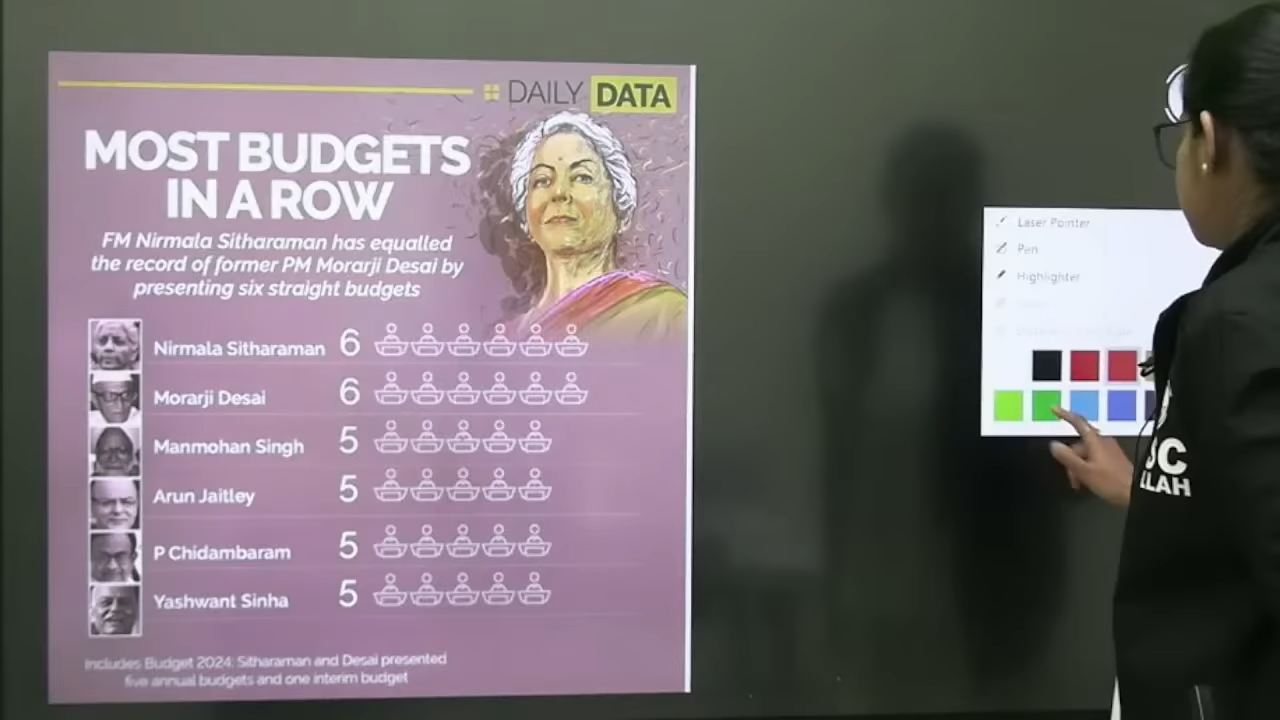 DAILY DATA
MOST BUDGETS
IN A ROW
FM Nirmala Sitharaman has equalled
the record of former PM Morarji Desai by
presenting six straight budgets
Nirmala Sitharaman 6
Morarji Desai 6
Manmohan Singh 5
Arun Jaitley 5
P Chidambaram 5
Yashwant Sinha 5
Includes Budget 2024: Sitharaman and Desai presented
five annual budgets and one interim budget
Laser Pointer
Pen
Highlighter